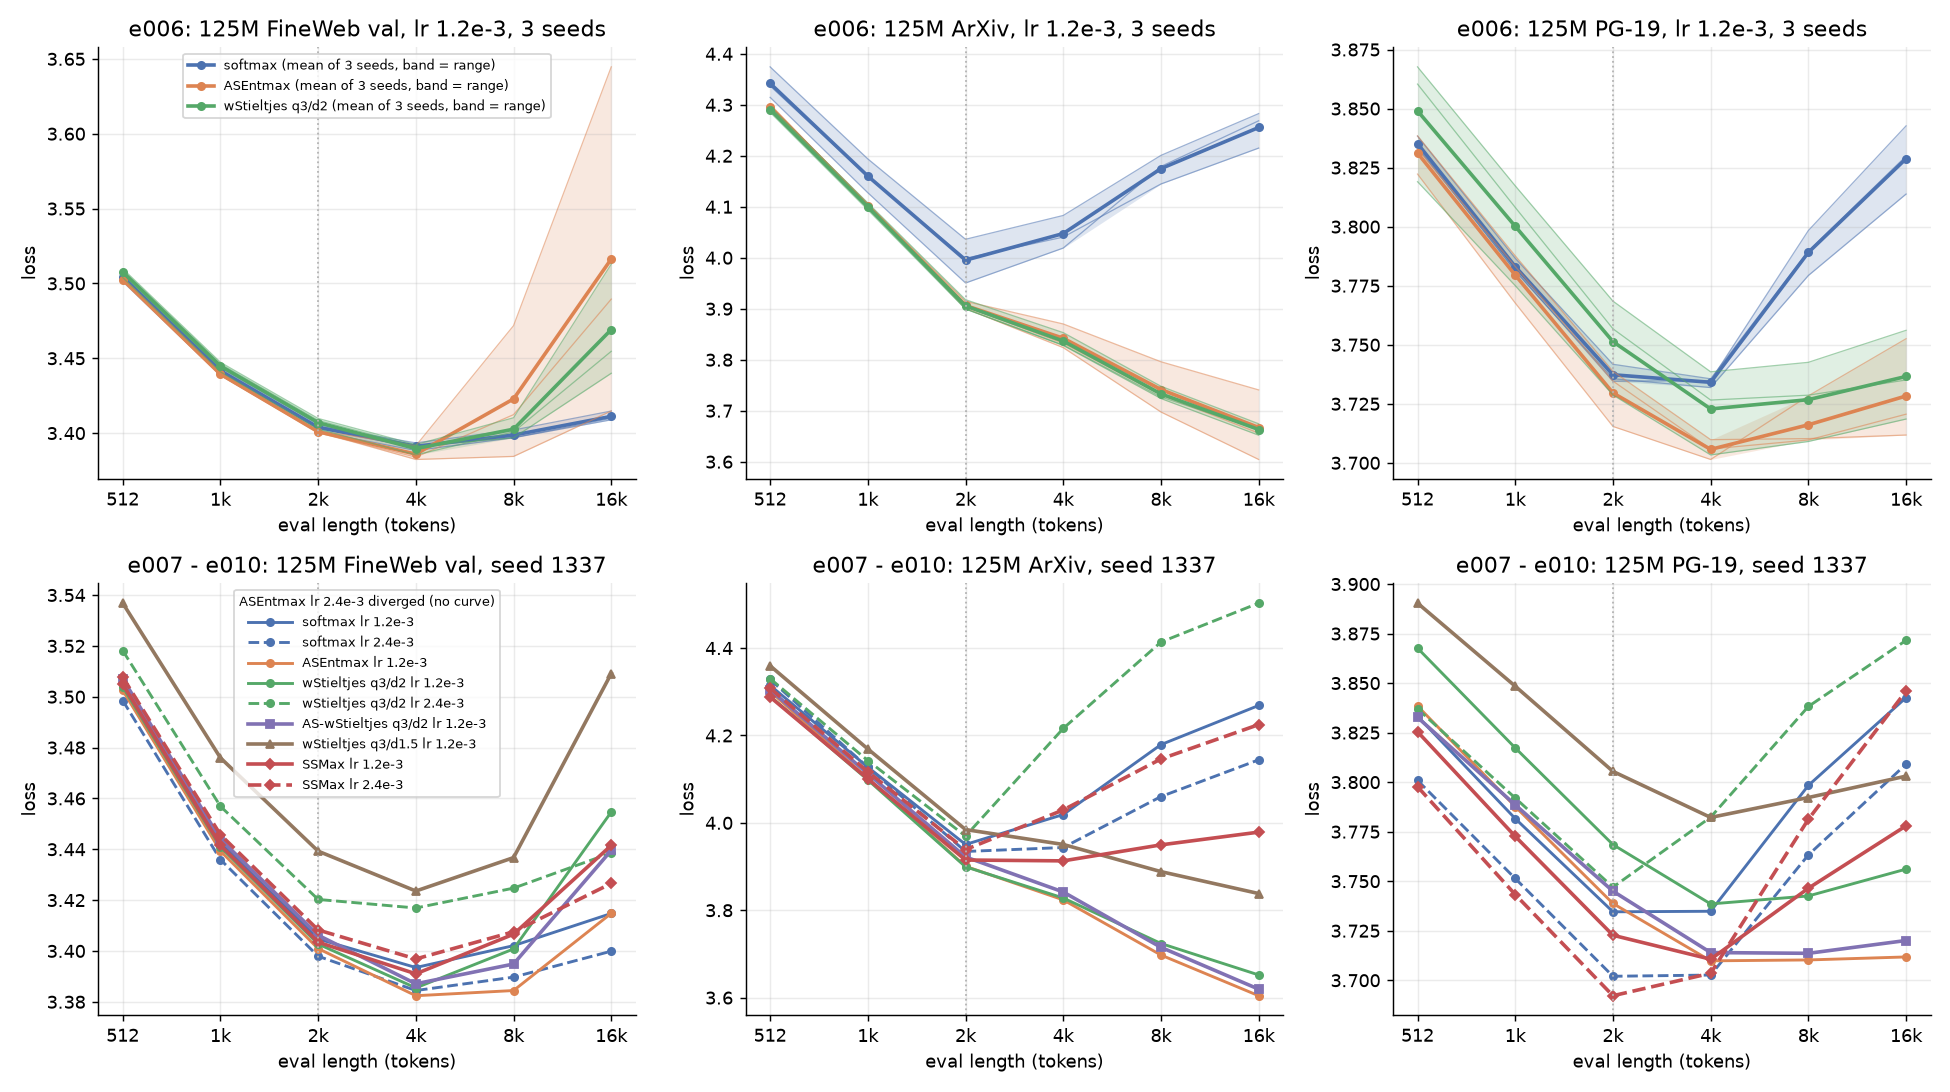 e006: 125M FineWeb val, lr 1.2e-3, 3 seeds
softmax (mean of 3 seeds, band = range)
ASEntmax (mean of 3 seeds, band = range)
wStieltjes q3/d2 (mean of 3 seeds, band = range)
3.65
3.60
3.55
3.50
3.45
3.40
loss
512
1k
2k
4k
8k
16k
eval length (tokens)
e006: 125M ArXiv, lr 1.2e-3, 3 seeds
4.4
4.3
4.2
4.1
4.0
3.9
3.8
3.7
3.6
loss
512
1k
2k
4k
8k
16k
eval length (tokens)
e006: 125M PG-19, lr 1.2e-3, 3 seeds
3.875
3.850
3.825
3.800
3.775
3.750
3.725
3.700
loss
512
1k
2k
4k
8k
16k
eval length (tokens)
e007 - e010: 125M FineWeb val, seed 1337
ASEntmax lr 2.4e-3 diverged (no curve)
softmax lr 1.2e-3
softmax lr 2.4e-3
ASEntmax lr 1.2e-3
wStieltjes q3/d2 lr 1.2e-3
wStieltjes q3/d2 lr 2.4e-3
AS-wStieltjes q3/d2 lr 1.2e-3
wStieltjes q3/d1.5 lr 1.2e-3
SSMax lr 1.2e-3
SSMax lr 2.4e-3
3.54
3.52
3.50
3.48
3.46
3.44
3.42
3.40
3.38
loss
512
1k
2k
4k
8k
16k
eval length (tokens)
e007 - e010: 125M ArXiv, seed 1337
4.4
4.2
4.0
3.8
3.6
loss
512
1k
2k
4k
8k
16k
eval length (tokens)
e007 - e010: 125M PG-19, seed 1337
3.900
3.875
3.850
3.825
3.800
3.775
3.750
3.725
3.700
loss
512
1k
2k
4k
8k
16k
eval length (tokens)